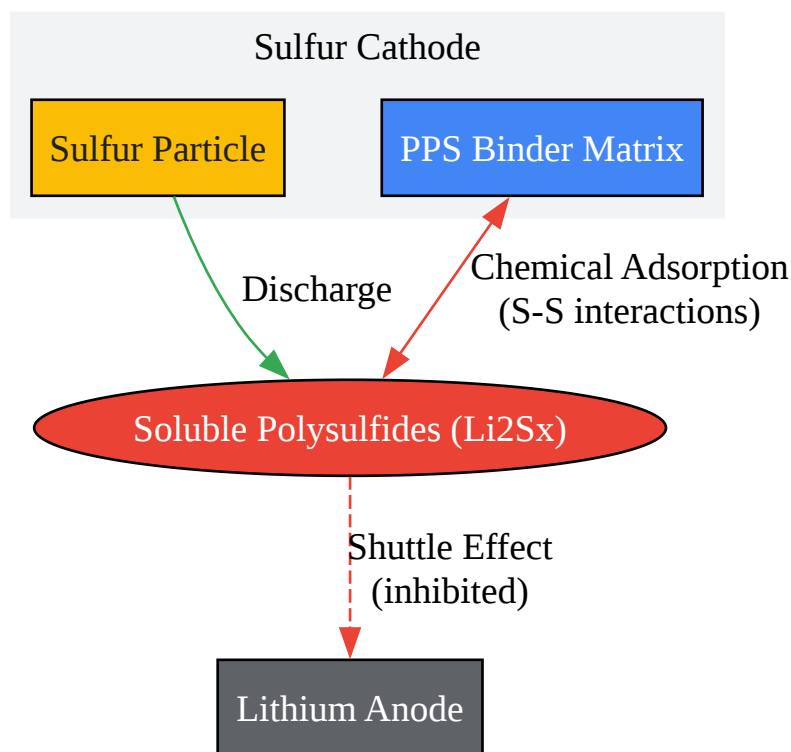 Sulfur Cathode
Sulfur Particle
PPS Binder Matrix
Chemical Adsorption
(S-S interactions)
Discharge
Soluble Polysulfides (Li2Sx)
Shuttle Effect
(inhibited)
Lithium Anode